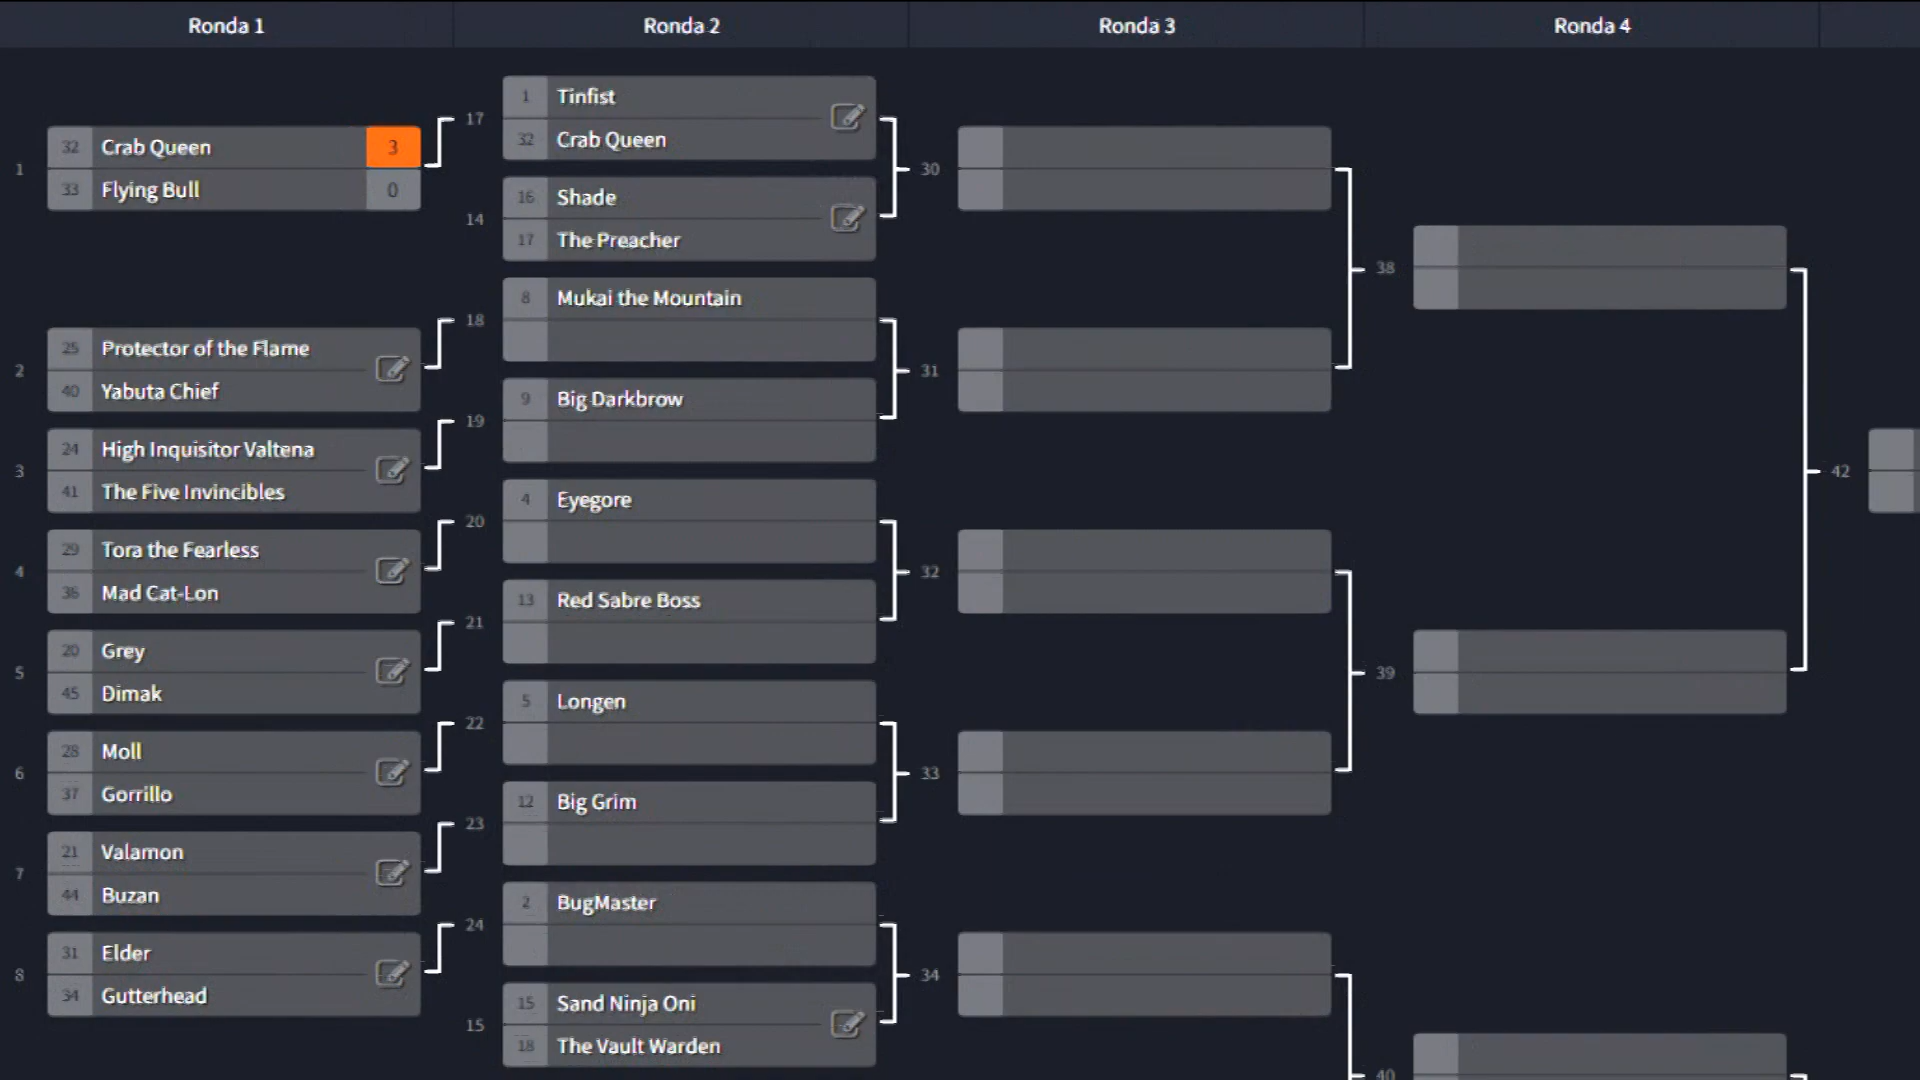 Ronda 1
Ronda 2
Ronda 3
Ronda 4
1
32 Crab Queen 3
33 Flying Bull 0
2
25 Protector of the Flame
40 Yabuta Chief
3
24 High Inquisitor Valtena
41 The Five Invincibles
4
29 Tora the Fearless
36 Mad Cat-Lon
5
20 Grey
45 Dimak
6
28 Moll
37 Gorrillo
7
21 Valamon
44 Buzan
8
31 Elder
34 Gutterhead
17
1 Tinfist
32 Crab Queen
14
16 Shade
17 The Preacher
18
8 Mukai the Mountain
19
9 Big Darkbrow
20
4 Eyegore
21
13 Red Sabre Boss
22
5 Longen
23
12 Big Grim
24
2 BugMaster
15
15 Sand Ninja Oni
18 The Vault Warden
30
31
32
33
34
38
39
40
42